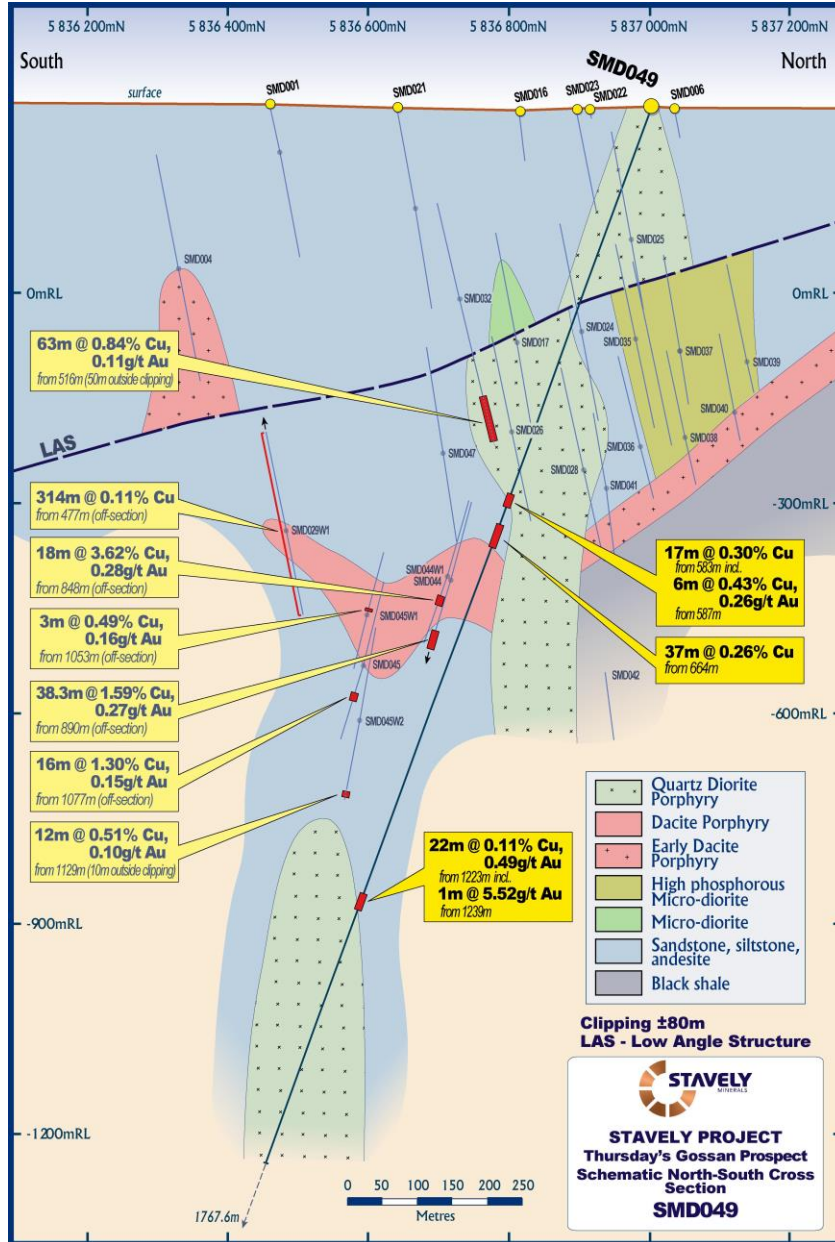 5 836 200mN
5 836 400mN
5 836 600mN
5 836 800mN
5 837 000mN
5 837 200mN
South
North
SMD049
surface
SMD001
SMD021
SMD016
SMD023
SMD022
SMD006
SMD025
SMD004
0mRL
0mRL
SMD032
SMD017
SMD024
SMD035
SMD037
SMD039
63m @ 0.84% Cu,
0.11g/t Au
from 516m (50m outside clipping)
LAS
SMD040
SMD026
SMD038
SMD036
SMD047
SMD028
SMD041
314m @ 0.11% Cu
from 477m (off-section)
-300mRL
-300mRL
SMD029W1
18m @ 3.62% Cu,
0.28g/t Au
from 848m (off-section)
17m @ 0.30% Cu
from 583m incl.
6m @ 0.43% Cu,
0.26g/t Au
from 587m
SMD044W1
SMD044
3m @ 0.49% Cu,
0.16g/t Au
from 1053m (off-section)
SMD045W1
37m @ 0.26% Cu
from 664m
SMD045
SMD042
38.3m @ 1.59% Cu,
0.27g/t Au
from 890m (off-section)
SMD045W2
-600mRL
-600mRL
16m @ 1.30% Cu,
0.15g/t Au
from 1077m (off-section)
12m @ 0.51% Cu,
0.10g/t Au
from 1129m (10m outside clipping)
22m @ 0.11% Cu,
0.49g/t Au
from 1223m incl.
1m @ 5.52g/t Au
from 1239m
Quartz Diorite
Porphyry
Dacite Porphyry
Early Dacite
Porphyry
High phosphorous
Micro-diorite
Micro-diorite
Sandstone, siltstone,
andesite
Black shale
-900mRL
Clipping ±80m
LAS - Low Angle Structure
STAVELY
MINERALS
STAVELY PROJECT
Thursday's Gossan Prospect
Schematic North-South Cross
Section
SMD049
-1200mRL
0 50 100 150 200 250
Metres
1767.6m